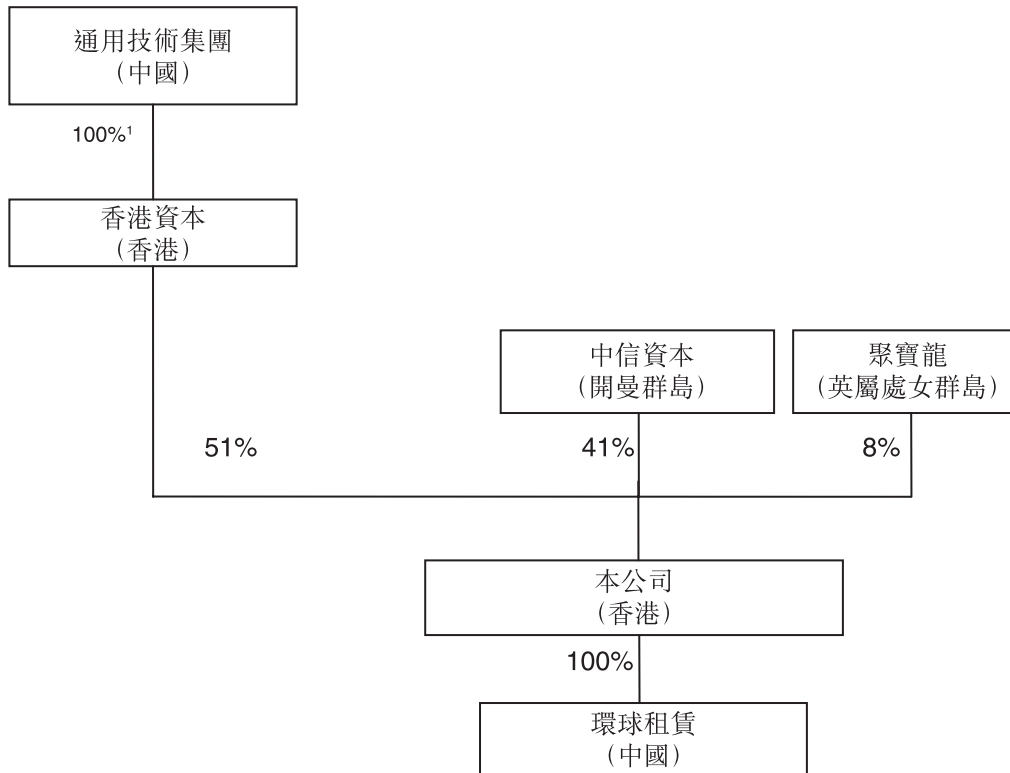 通用技術集團
（中國）
100%¹
香港資本
（香港）
中信資本
（開曼群島）
聚寶龍
（英屬處女群島）
51%
41%
8%
本公司
（香港）
100%
環球租賃
（中國）